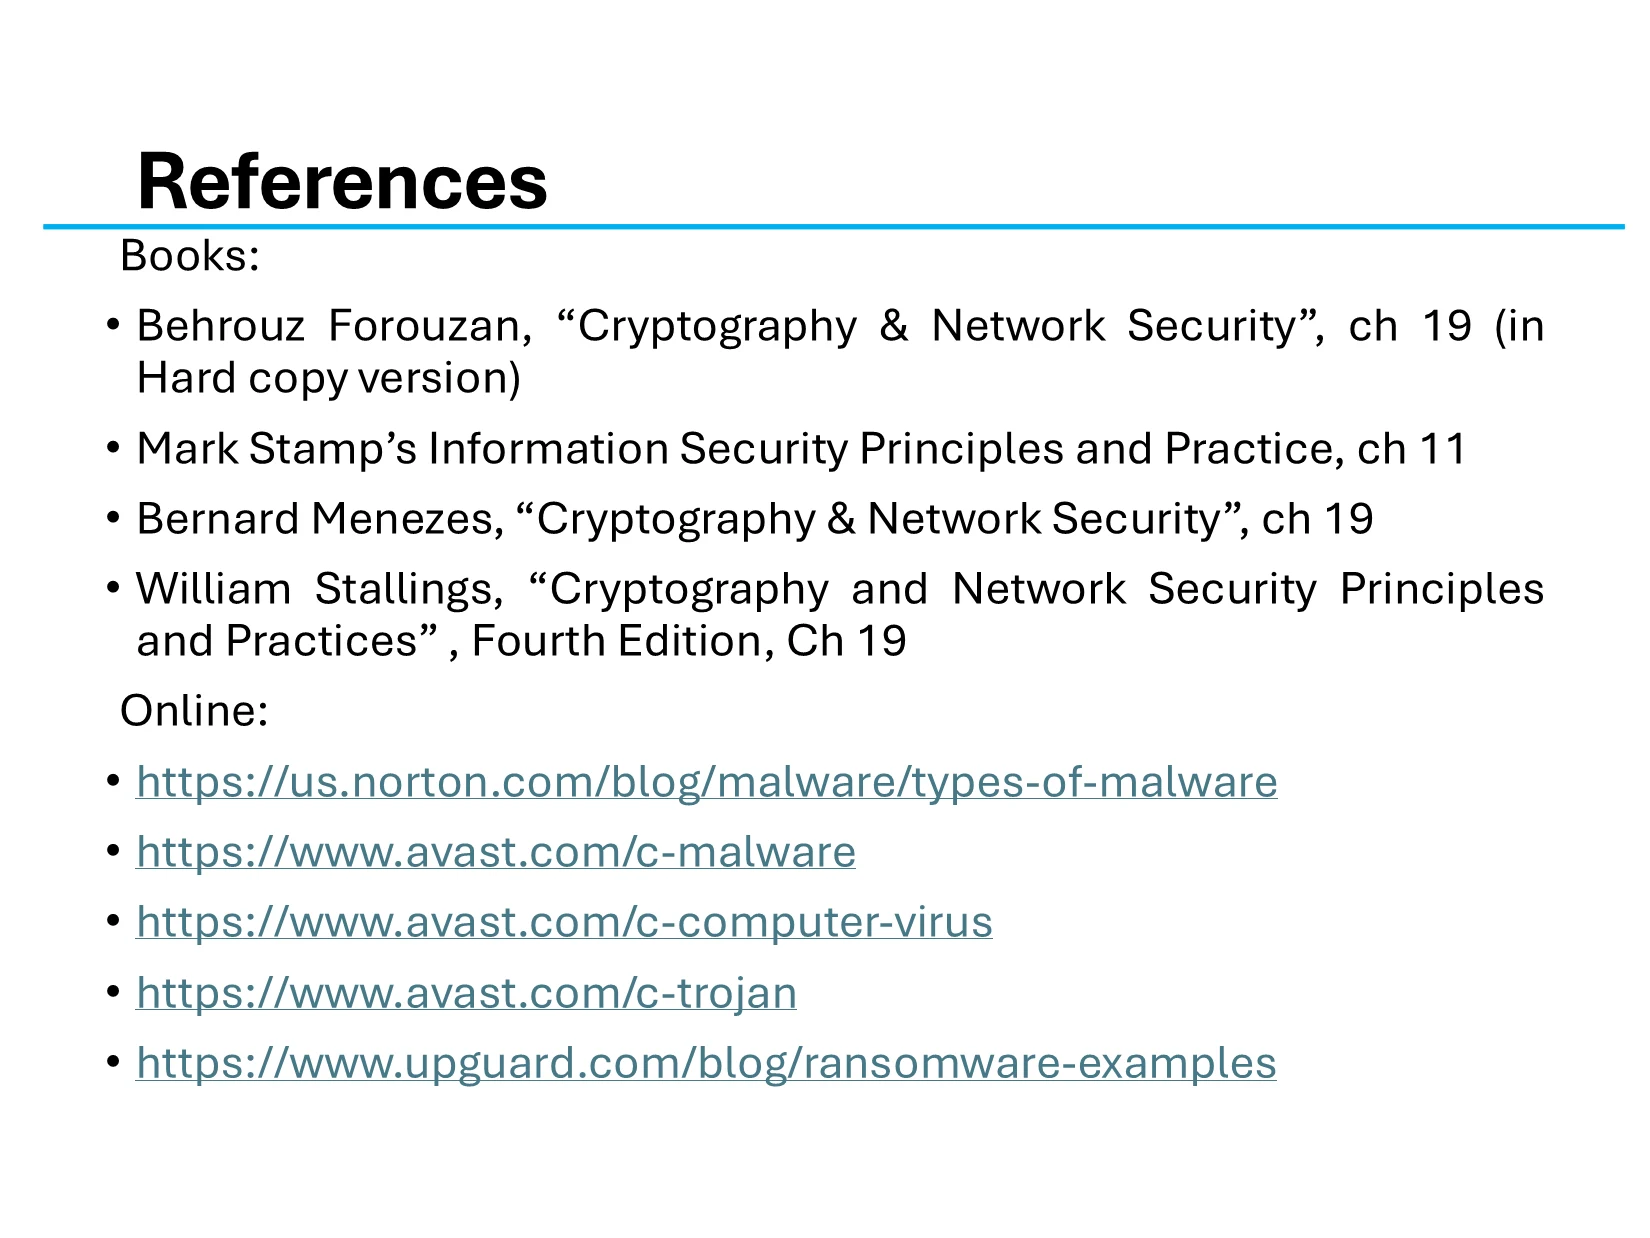 References
Books:
• Behrouz Forouzan, “Cryptography & Network Security”, ch 19 (in
Hard copy version)
• Mark Stamp’s Information Security Principles and Practice, ch 11
• Bernard Menezes, “Cryptography & Network Security”, ch 19
• William Stallings, “Cryptography and Network Security Principles
and Practices” , Fourth Edition, Ch 19
Online:
• https://us.norton.com/blog/malware/types-of-malware
• https://www.avast.com/c-malware
• https://www.avast.com/c-computer-virus
• https://www.avast.com/c-trojan
• https://www.upguard.com/blog/ransomware-examples